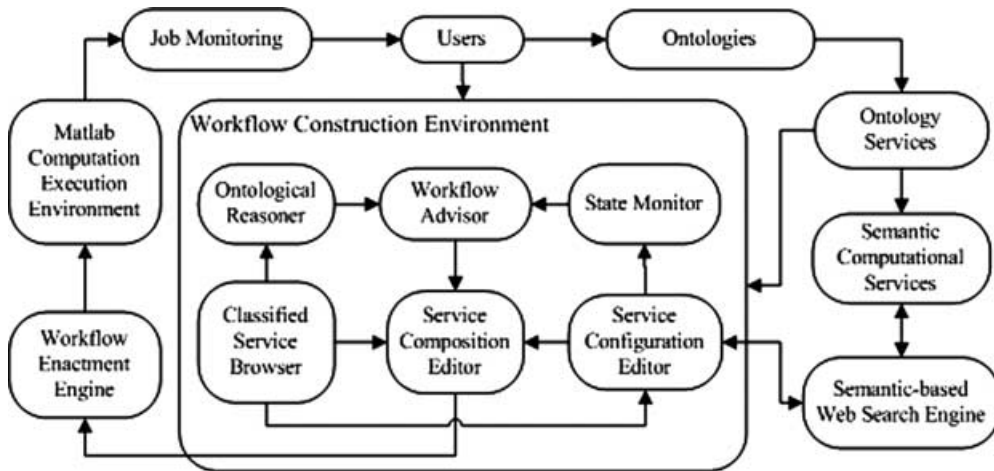 Job Monitoring
Users
Ontologies
Workflow Construction Environment
Matlab
Computation
Execution
Environment
Ontology
Services
Ontological
Reasoner
Workflow
Advisor
State Monitor
Semantic
Computational
Services
Classified
Service
Browser
Service
Composition
Editor
Service
Configuration
Editor
Workflow
Enactment
Engine
Semantic-based
Web Search Engine